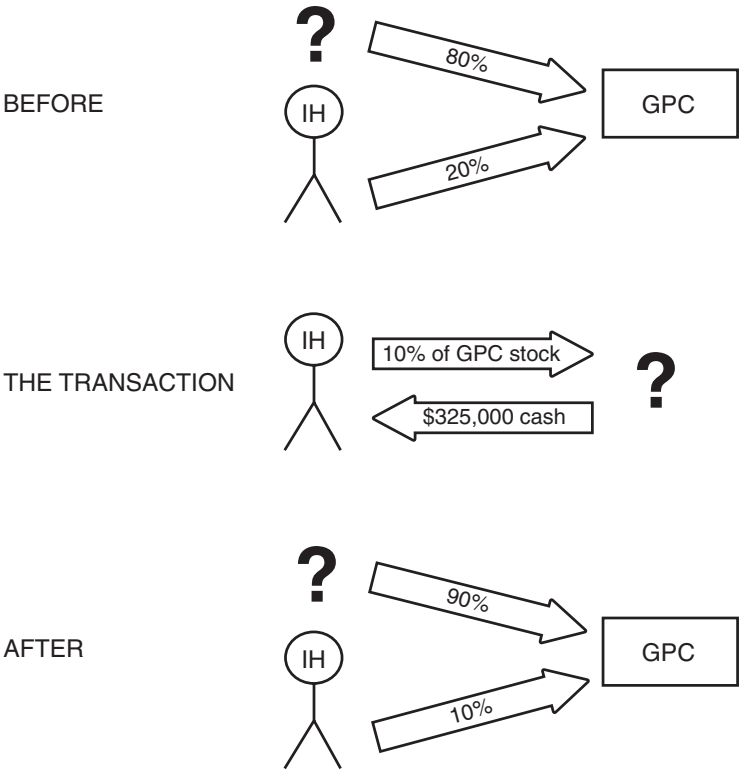 ?
80%
BEFORE
IH
GPC
20%
IH
10% of GPC stock
THE TRANSACTION
?
$325,000 cash
?
90%
AFTER
IH
GPC
10%